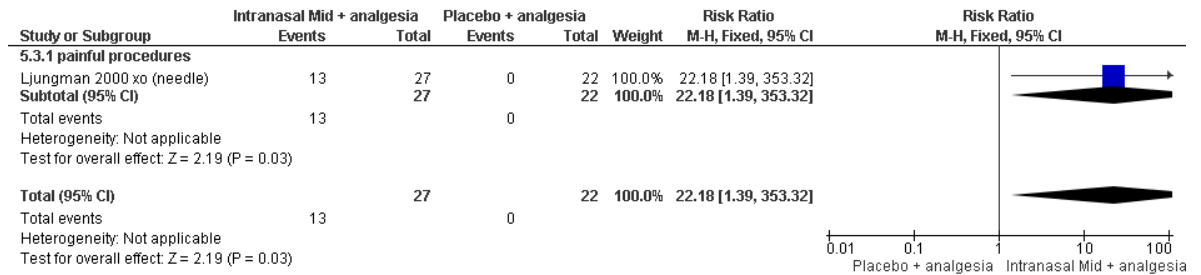 Intranasal Mid + analgesia Placebo + analgesia Risk Ratio Risk Ratio
Study or Subgroup Events Total Events Total Weight M-H, Fixed, 95% CI M-H, Fixed, 95% CI
5.3.1 painful procedures
Ljungman 2000 xo (needle) 13 27 0 22 100.0% 22.18 [1.39, 353.32]
Subtotal (95% CI) 27 22 100.0% 22.18 [1.39, 353.32]
Total events 13 0
Heterogeneity: Not applicable
Test for overall effect: Z = 2.19 (P = 0.03)
Total (95% CI) 27 22 100.0% 22.18 [1.39, 353.32]
Total events 13 0
Heterogeneity: Not applicable
Test for overall effect: Z = 2.19 (P = 0.03)
0.01 0.1 1 10 100
Placebo + analgesia Intranasal Mid + analgesia